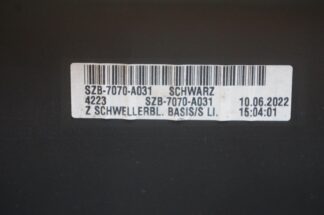 SZB-7070-A031 SCHWARZ
4223 SZB-7070-A031 10.06.2022
Z SCHWELLERBL. BASIS/S LI. 15:04:01